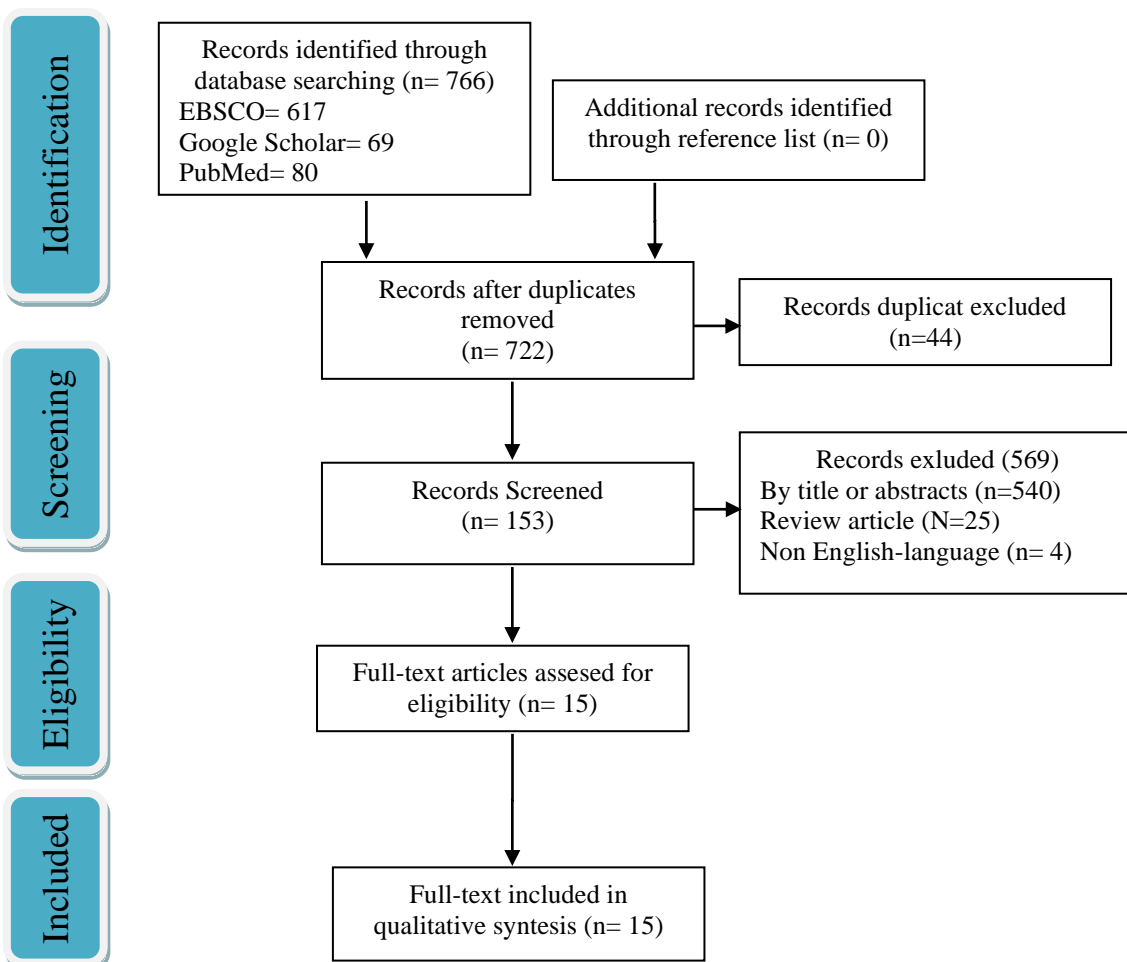 Identification
Records identified through
database searching (n= 766)
EBSCO= 617
Google Scholar= 69
PubMed= 80
Additional records identified
through reference list (n= 0)
Records after duplicates
removed
(n= 722)
Records duplicat excluded
(n=44)
Screening
Records Screened
(n= 153)
Records exluded (569)
By title or abstracts (n=540)
Review article (N=25)
Non English-language (n= 4)
Eligibility
Full-text articles assesed for
eligibility (n= 15)
Included
Full-text included in
qualitative syntesis (n= 15)